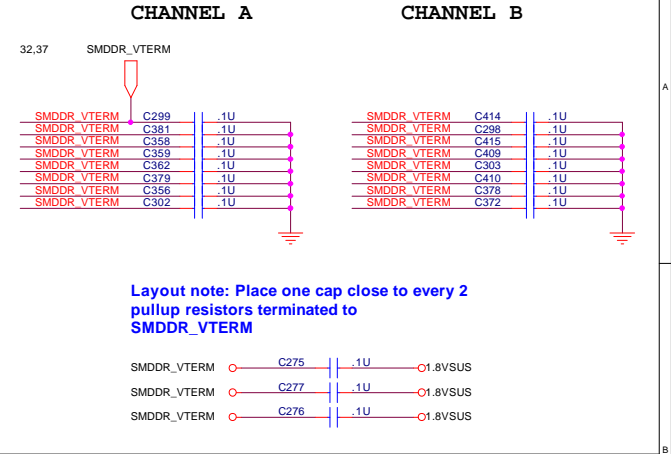 CHANNEL A
CHANNEL B
32,37 SMDDR_VTERM
A
SMDDR_VTERM C299 .1U
SMDDR_VTERM C381 .1U
SMDDR_VTERM C358 .1U
SMDDR_VTERM C359 .1U
SMDDR_VTERM C362 .1U
SMDDR_VTERM C379 .1U
SMDDR_VTERM C356 .1U
SMDDR_VTERM C302 .1U
SMDDR_VTERM C414 .1U
SMDDR_VTERM C298 .1U
SMDDR_VTERM C415 .1U
SMDDR_VTERM C409 .1U
SMDDR_VTERM C303 .1U
SMDDR_VTERM C410 .1U
SMDDR_VTERM C378 .1U
SMDDR_VTERM C372 .1U
Layout note: Place one cap close to every 2
pullup resistors terminated to
SMDDR_VTERM
SMDDR_VTERM C275 .1U 1.8VSUS
SMDDR_VTERM C277 .1U 1.8VSUS
SMDDR_VTERM C276 .1U 1.8VSUS
B